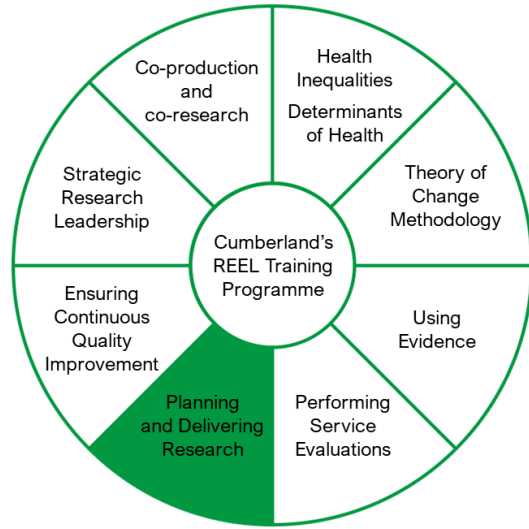 Cumberland's
REEL Training
Programme
Health
Inequalities
Determinants
of Health
Theory of
Change
Methodology
Using
Evidence
Performing
Service
Evaluations
Planning
and Delivering
Research
Ensuring
Continuous
Quality
Improvement
Strategic
Research
Leadership
Co-production
and
co-research